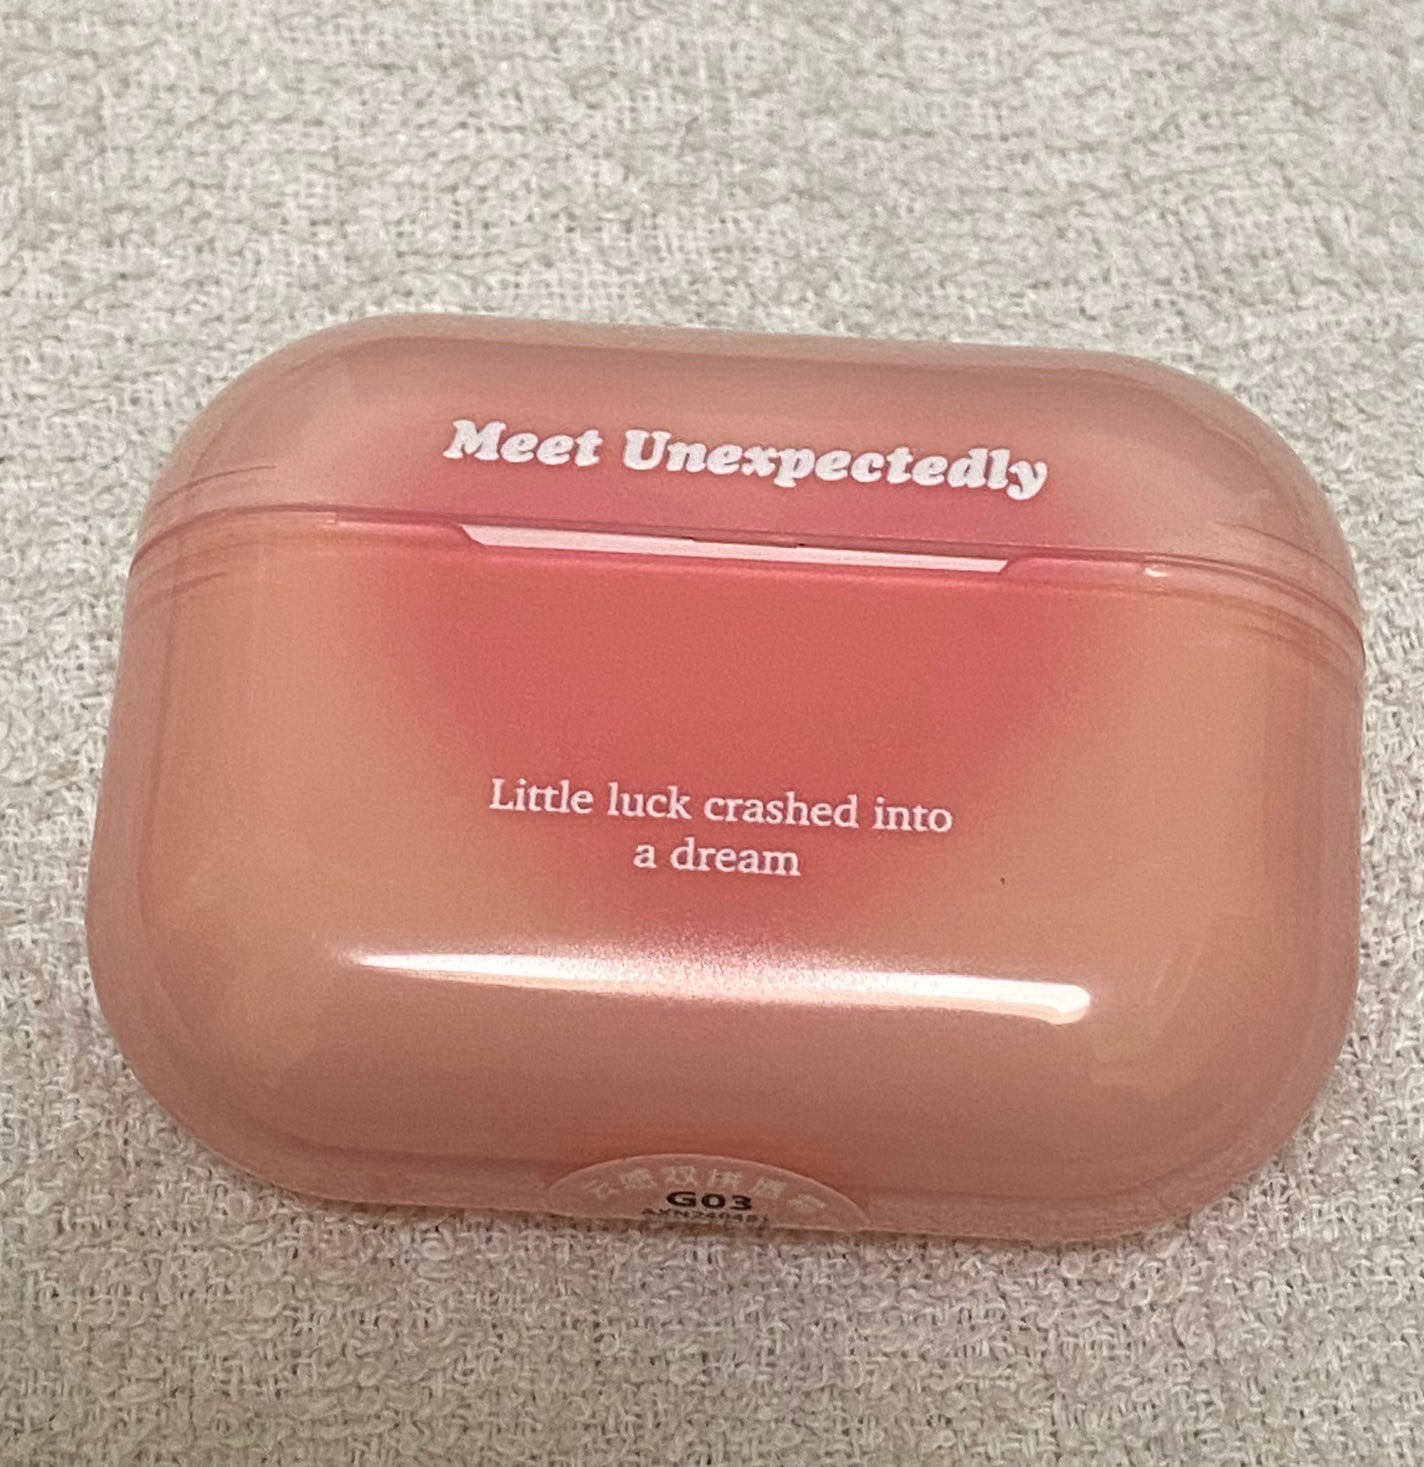 Meet Unexpectedly
Little luck crashed into
a dream
G03